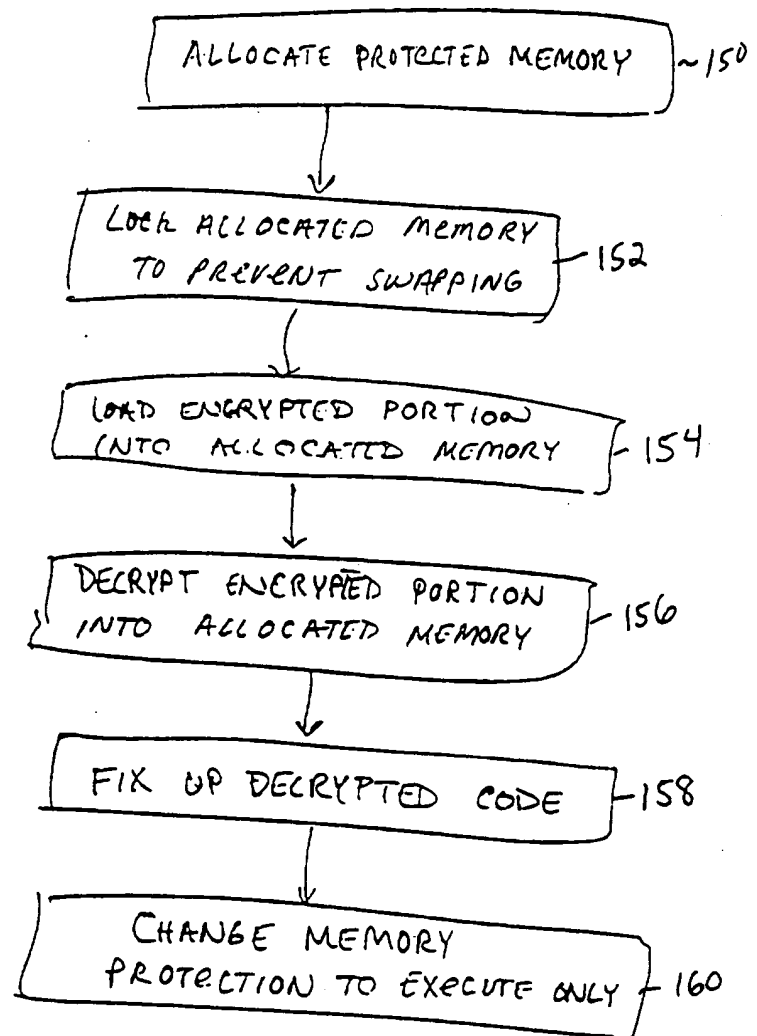 ALLOCATE PROTECTED MEMORY ~150
LOCK ALLOCATED MEMORY
TO PREVENT SWAPPING
152
LOAD ENCRYPTED PORTION
INTO ALLOCATED MEMORY
154
DECRYPT ENCRYPTED PORTION
INTO ALLOCATED MEMORY
156
FIX UP DECRYPTED CODE
158
CHANGE MEMORY
PROTECTION TO EXECUTE ONLY
160